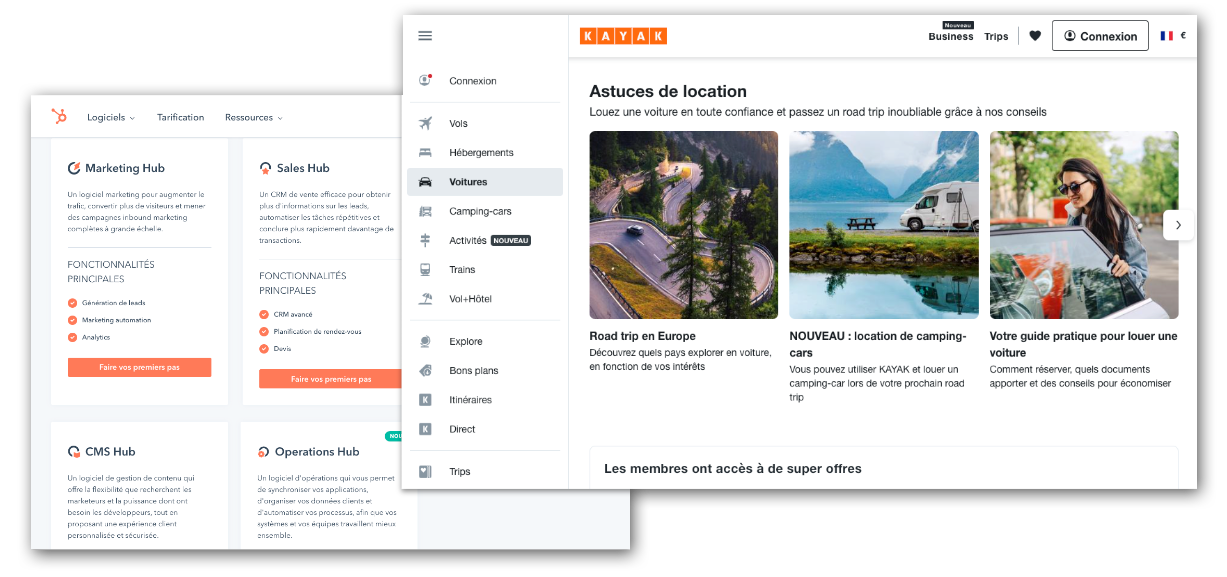 Logiciels
Tarification
Ressources
Marketing Hub
Un logiciel marketing pour augmenter le
trafic, convertir plus de visiteurs et mener
des campagnes inbound marketing
complètes à grande échelle.
FONCTIONNALITÉS
PRINCIPALES
Génération de leads
Marketing automation
Analytics
Faire vos premiers pas
Sales Hub
Un CRM de vente efficace pour obtenir
plus d'informations sur les leads,
automatiser les tâches répétitives et
conclure plus rapidement davantage de
transactions.
FONCTIONNALITÉS
PRINCIPALES
CRM avancé
Planification de rendez-vous
Devis
Faire vos premiers pas
CMS Hub
Un logiciel de gestion de contenu qui
offre la flexibilité que recherchent les
marketeurs et la puissance dont ont
besoin les développeurs, tout en
proposant une expérience client
personnalisée et sécurisée.
NOU
Operations Hub
Un logiciel d'opérations qui vous permet
de synchroniser vos applications,
d'organiser vos données clients et
d'automatiser vos processus, afin que vos
systèmes et vos équipes travaillent mieux
ensemble.
Connexion
Vols
Hébergements
Voitures
Camping-cars
Activités NOUVEAU
Trains
Vol+Hôtel
Explore
Bons plans
K Itinéraires
K Direct
Trips
KAYAK
Nouveau
Business
Trips
Connexion
€
Astuces de location
Louez une voiture en toute confiance et passez un road trip inoubliable grâce à nos conseils
Road trip en Europe
Découvrez quels pays explorer en voiture,
en fonction de vos intérêts
NOUVEAU : location de camping-
cars
Vous pouvez utiliser KAYAK et louer un
camping-car lors de votre prochain road
trip
Votre guide pratique pour louer une
voiture
Comment réserver, quels documents
apporter et des conseils pour économiser
Les membres ont accès à de super offres